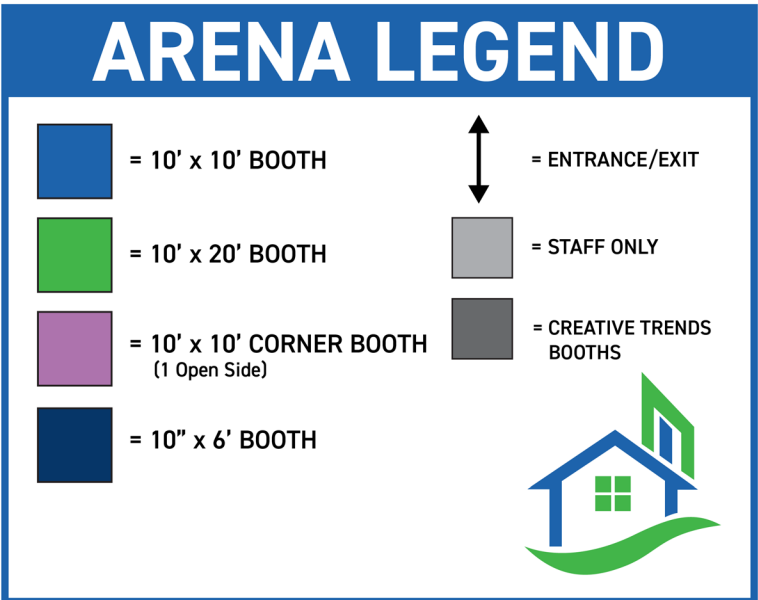 ARENA LEGEND
= 10' x 10' BOOTH
= 10' x 20' BOOTH
= 10' x 10' CORNER BOOTH
(1 Open Side)
= 10" x 6' BOOTH
= ENTRANCE/EXIT
= STAFF ONLY
= CREATIVE TRENDS
BOOTHS